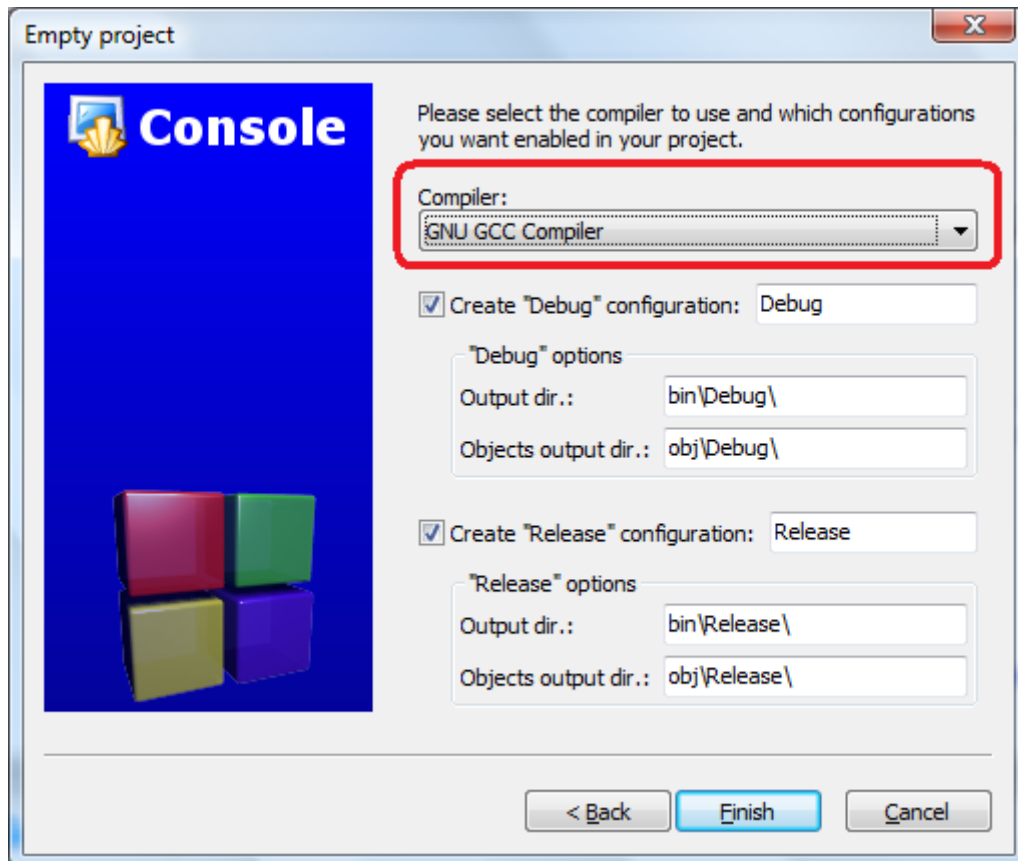 Empty project
Console
Please select the compiler to use and which configurations
you want enabled in your project.
Compiler:
GNU GCC Compiler
Create "Debug" configuration: Debug
"Debug" options
Output dir.: bin\Debug\
Objects output dir.: obj\Debug\
Create "Release" configuration: Release
"Release" options
Output dir.: bin\Release\
Objects output dir.: obj\Release\
< Back Finish Cancel